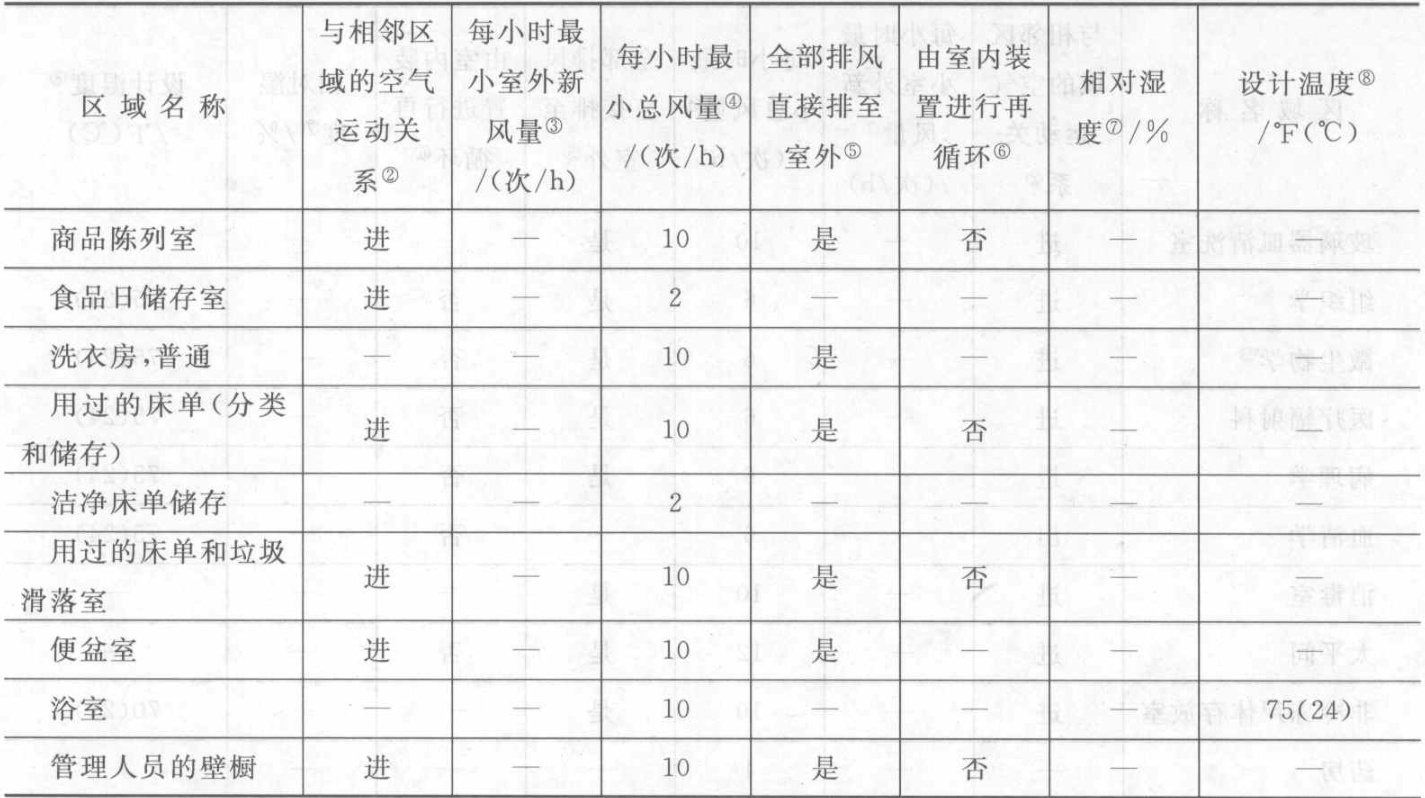 区域名称 与相邻区域的空气运动关系② 每小时最小室外新风量③/(次/h) 每小时最小总风量④/(次/h) 全部排风直接排至室外⑤ 由室内装置进行再循环⑥ 相对湿度⑦/% 设计温度⑧/℉(℃)
商品陈列室 进 — 10 是 否 — —
食品日储存室 进 — 2 — — — —
洗衣房,普通 — — 10 是 — — —
用过的床单(分类和储存) 进 — 10 是 否 — —
洁净床单储存 — — 2 — — — —
用过的床单和垃圾滑落室 进 — 10 是 否 — —
便盆室 进 — 10 是 — — —
浴室 — 10 — — — 75(24)
管理人员的壁橱 进 — 10 是 否 — —